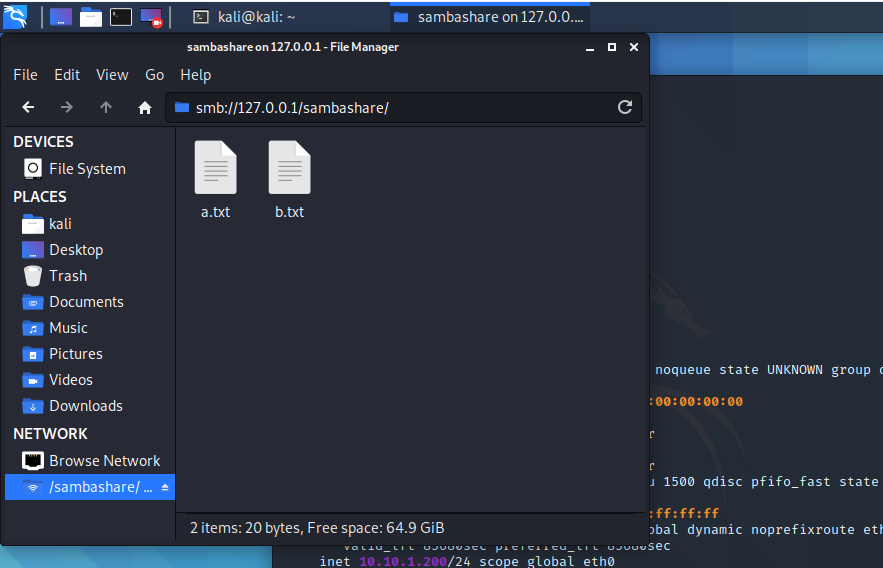 kali@kali: ~
sambashare on 127.0.0....
sambashare on 127.0.0.1 - File Manager
File Edit View Go Help
smb://127.0.0.1/sambashare/
DEVICES
File System
PLACES
kali
Desktop
Trash
Documents
Music
Pictures
Videos
Downloads
NETWORK
Browse Network
/sambashare/ ...
a.txt
b.txt
2 items: 20 bytes, Free space: 64.9 GiB
noqueue state UNKNOWN group
:00:00:00:00
1500 qdisc pfifo_fast state
:ff:ff:ff
obal dynamic noprefixroute eth
valid_lft 85680sec preferred_lft 85680sec
inet 10.10.1.200/24 scope global eth0